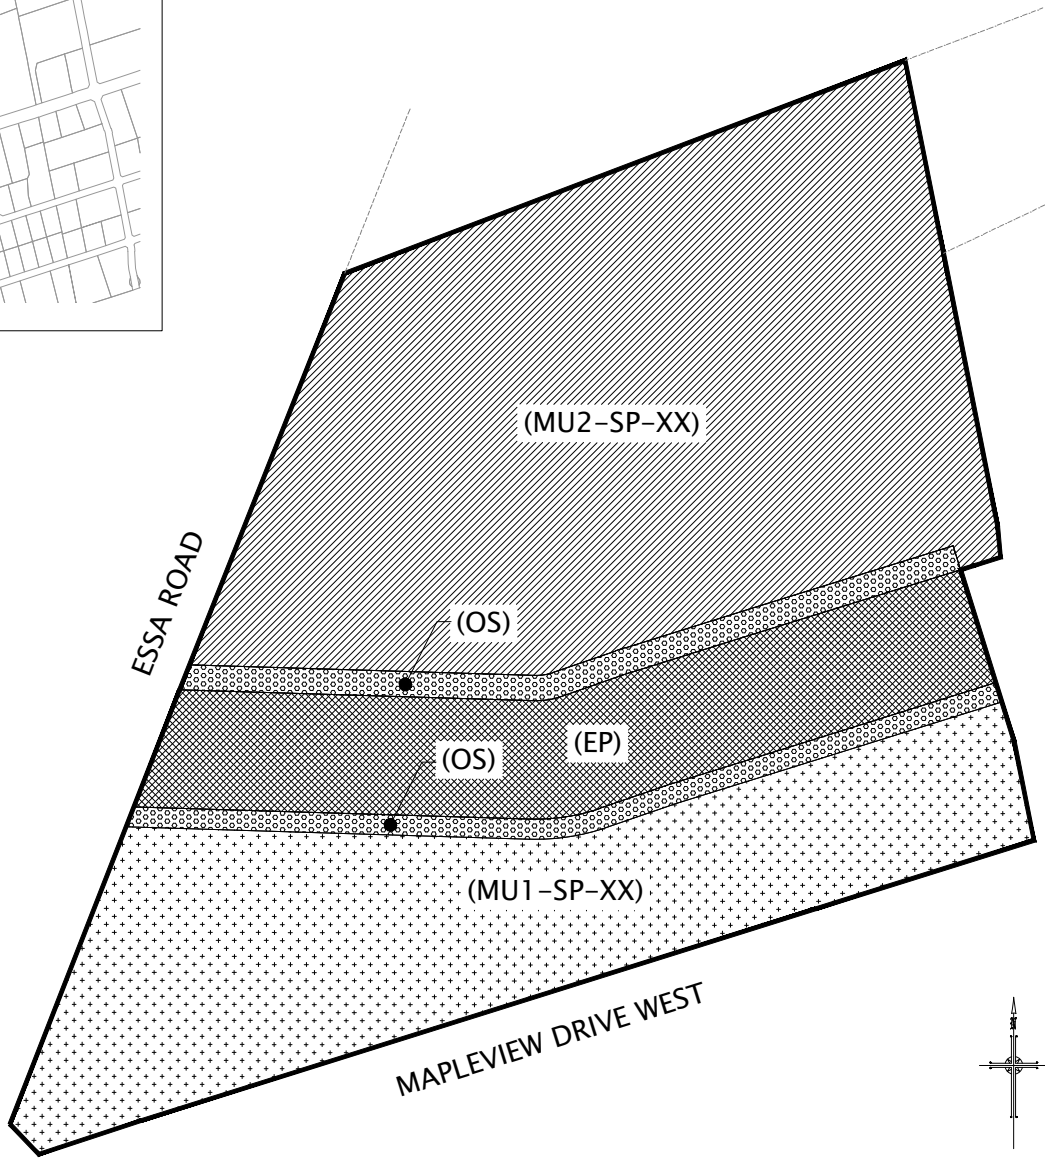 (MU2-SP-XX)
ESSA ROAD
(OS)
(EP)
(OS)
(MU1-SP-XX)
MAPLEVIEW DRIVE WEST
N